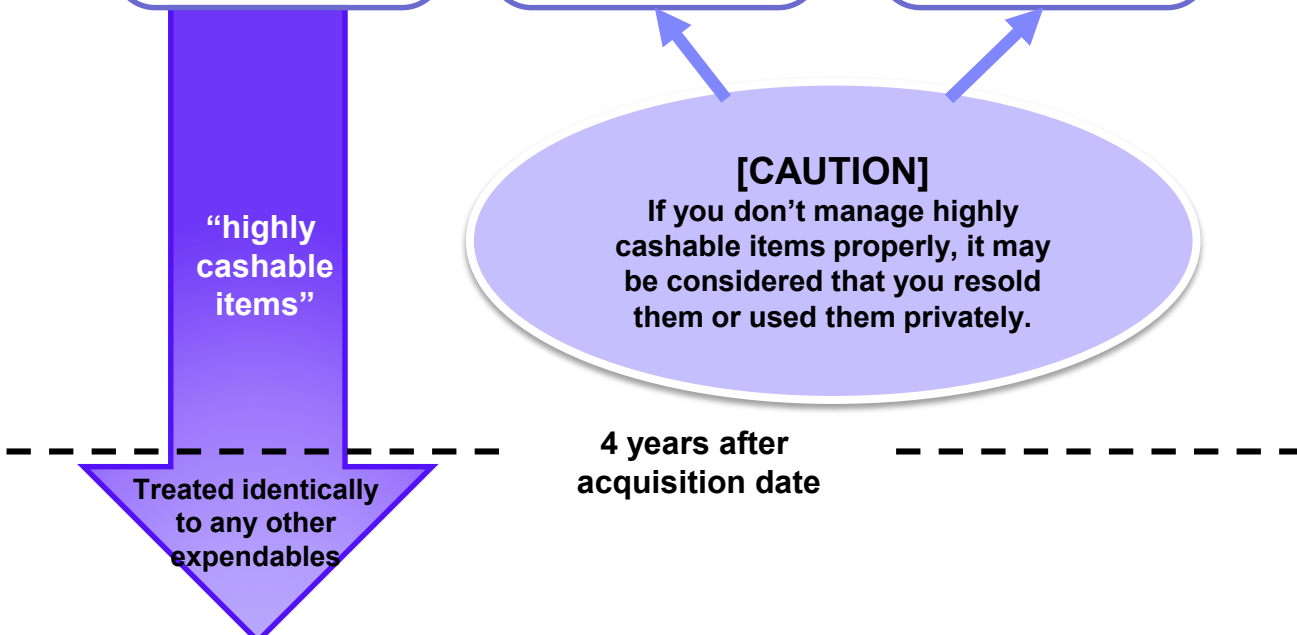 [CAUTION]
If you don’t manage highly
cashable items properly, it may
be considered that you resold
them or used them privately.
“highly
cashable
items”
4 years after
acquisition date
Treated identically
to any other
expendables